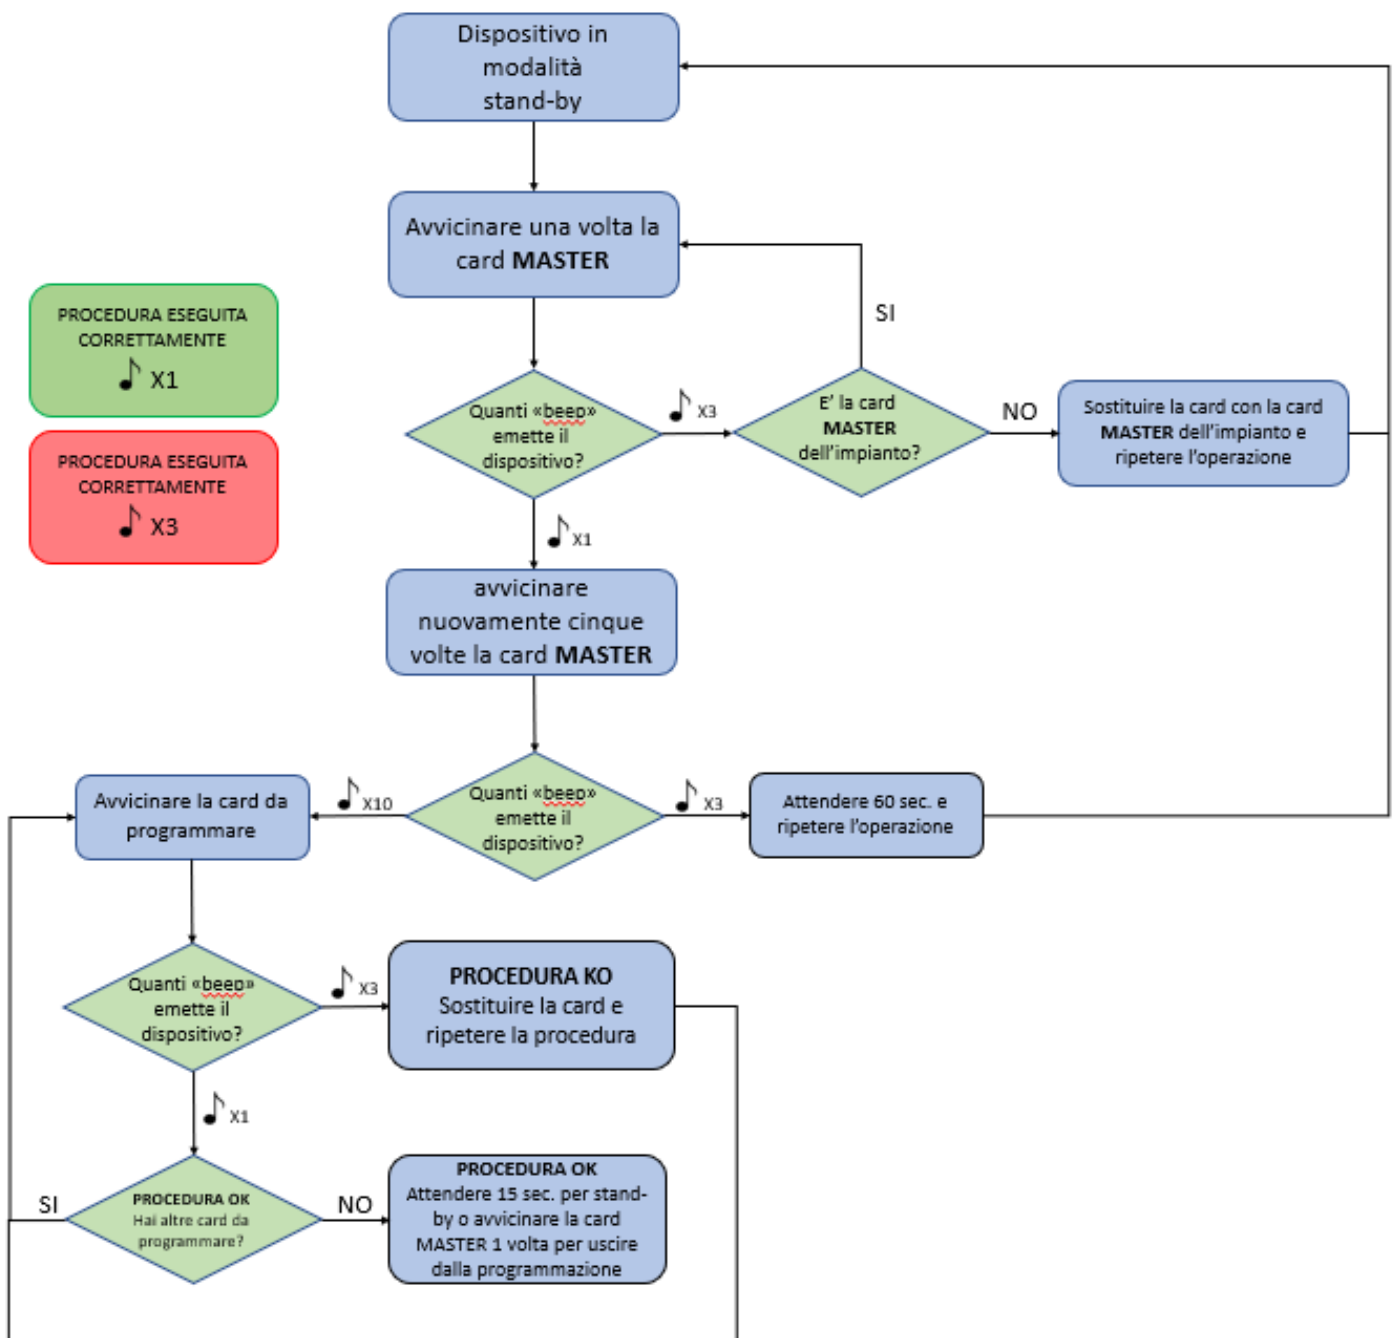 Dispositivo in
modalità
stand-by
Avvicinare una volta la
card MASTER
SI
PROCEDURA ESEGUITA
CORRETTAMENTE
X1
Quanti «beep»
emette il
dispositivo?
X3
E' la card
MASTER
dell'impianto?
NO
Sostituire la card con la card
MASTER dell'impianto e
ripetere l'operazione
PROCEDURA ESEGUITA
CORRETTAMENTE
X3
X1
avvicinare
nuovamente cinque
volte la card MASTER
Avvicinare la card da
programmare
X10
Quanti «beep»
emette il
dispositivo?
X3
Attendere 60 sec. e
ripetere l'operazione
Quanti «beep»
emette il
dispositivo?
X3
PROCEDURA KO
Sostituire la card e
ripetere la procedura
X1
SI
PROCEDURA OK
Hai altre card da
programmare?
NO
PROCEDURA OK
Attendere 15 sec. per stand-
by o avvicinare la card
MASTER 1 volta per uscire
dalla programmazione